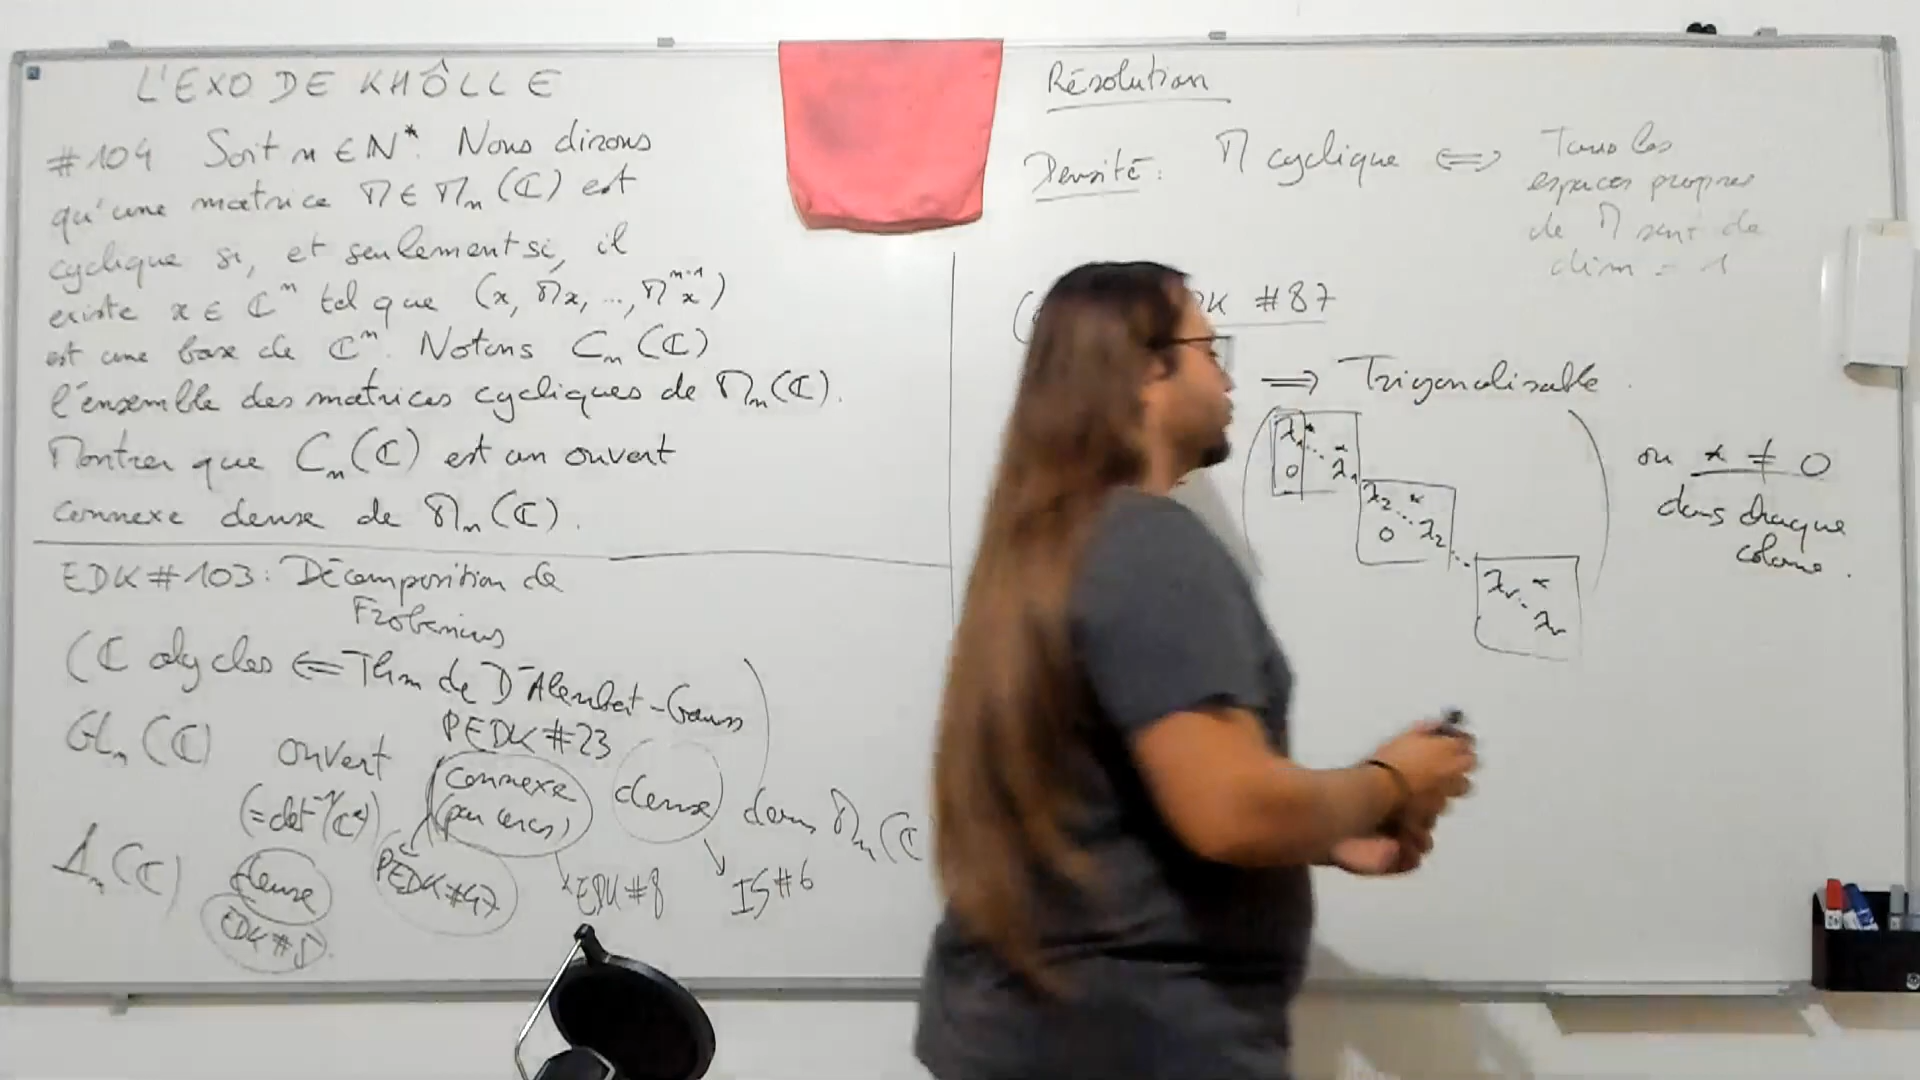 L'EXO DE KHÔLLE
#104 Soit n ∈ N*. Nous dirons
qu'une matrice M ∈ Mn(C) est
cyclique si, et seulement si, il
existe x ∈ C^n tel que (x, Mx, ..., M^{n-1}x)
est une base de C^n. Notons Cn(C)
l'ensemble des matrices cycliques de Mn(C).
Montrer que Cn(C) est un ouvert
connexe dense de Mn(C).
EDK#103: Décomposition de
Frobenius
(C alg clos ⟸ Thm de D'Alembert-Gauss
PEDK#23
GLn(C) ouvert connexe dense dans Mn(C
(= det^-1(C*) (par arcs)
PEDK#47 EDK#8 IS#6
Δn(C) dense
EDK#5
Résolution
Densité: M cyclique ⟺ Tous les
espaces propres
de M sont de
dim = 1
#87
⟹ Trigonalisable.
λ1 * ... * 0 λ1
λ2 * ... 0 λ2
...
λr * ... λr
où * ≠ 0
dans chaque
colonne.